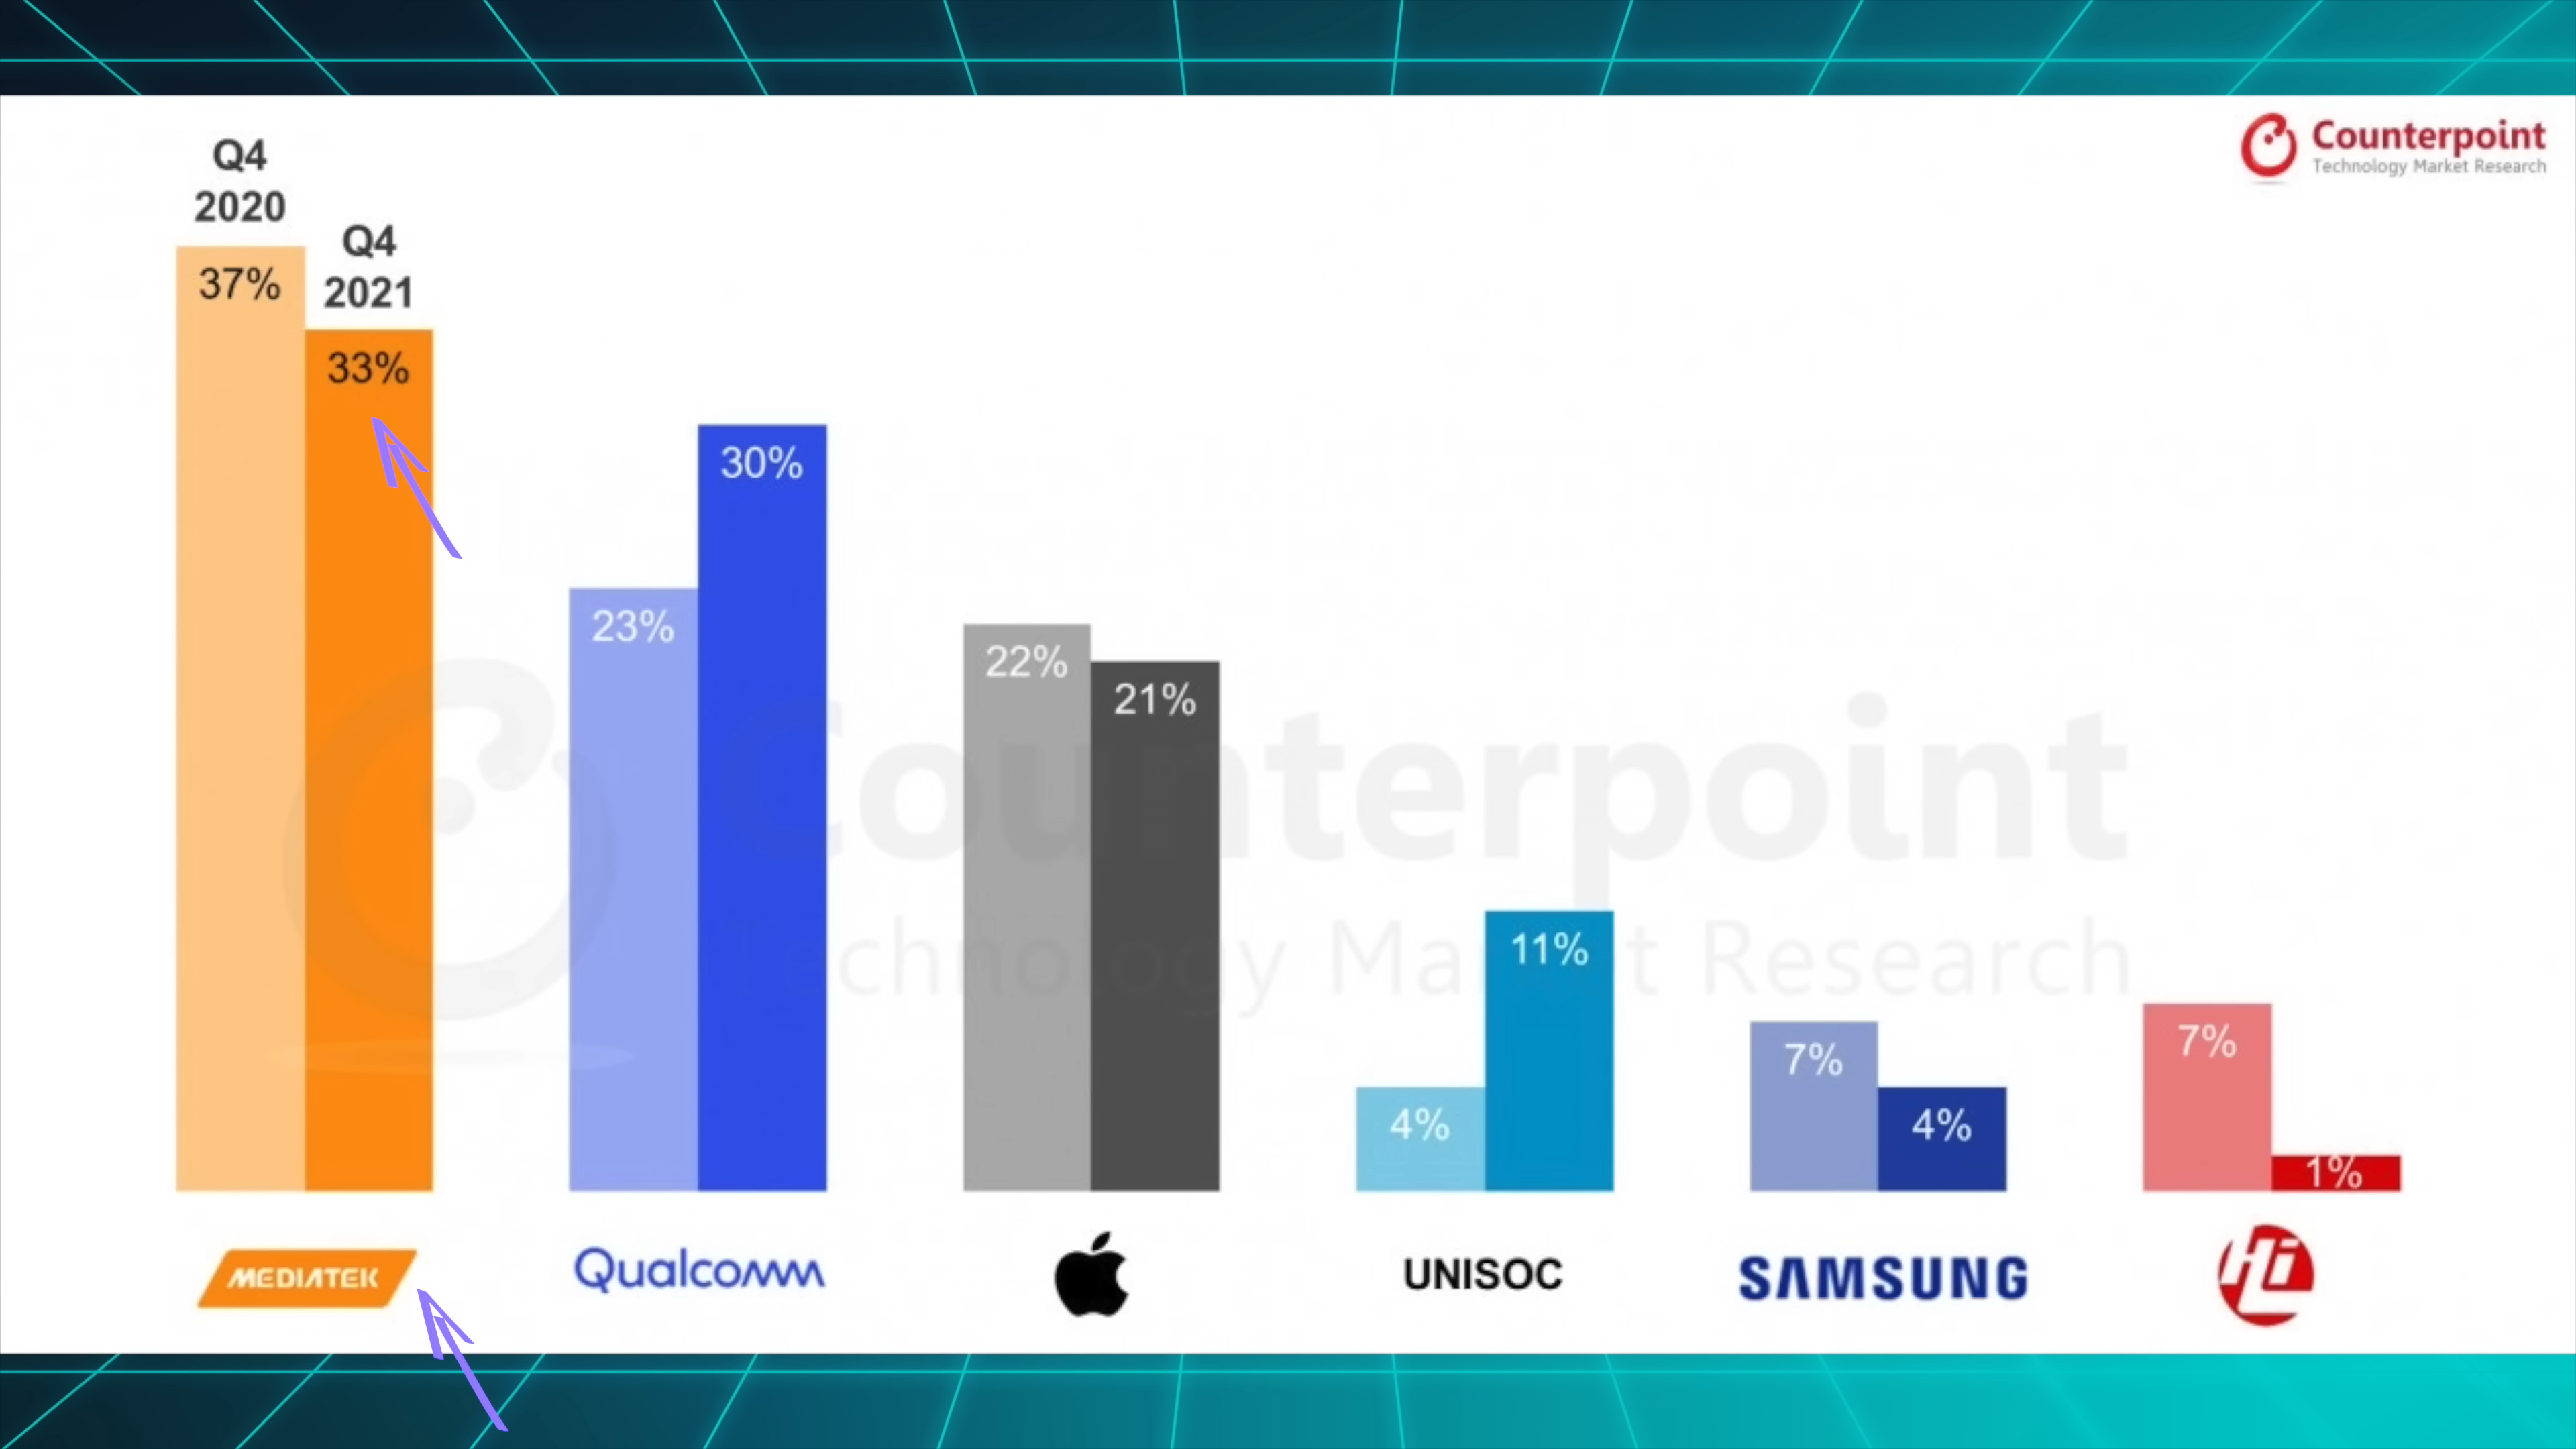 Counterpoint
Technology Market Research
Q4
2020
Q4
2021
37%
33%
23%
30%
22%
21%
4%
11%
7%
4%
7%
1%
Counterpoint
Technology Market Research
MEDIATEK
Qualcomm
UNISOC
SAMSUNG
Hi